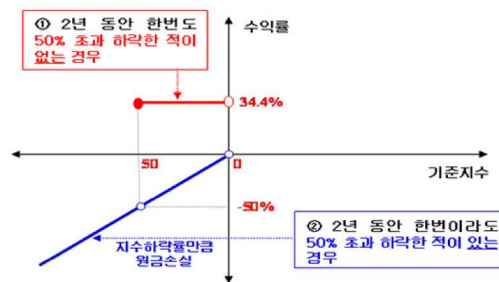 ① 2년 동안 한번도
50% 초과 하락한 적이
없는 경우
수익률
34.4%
50
0
기준지수
-50%
지수하락률만큼
원금손실
② 2년 동안 한번이라도
50% 초과 하락한 적이 있는
경우